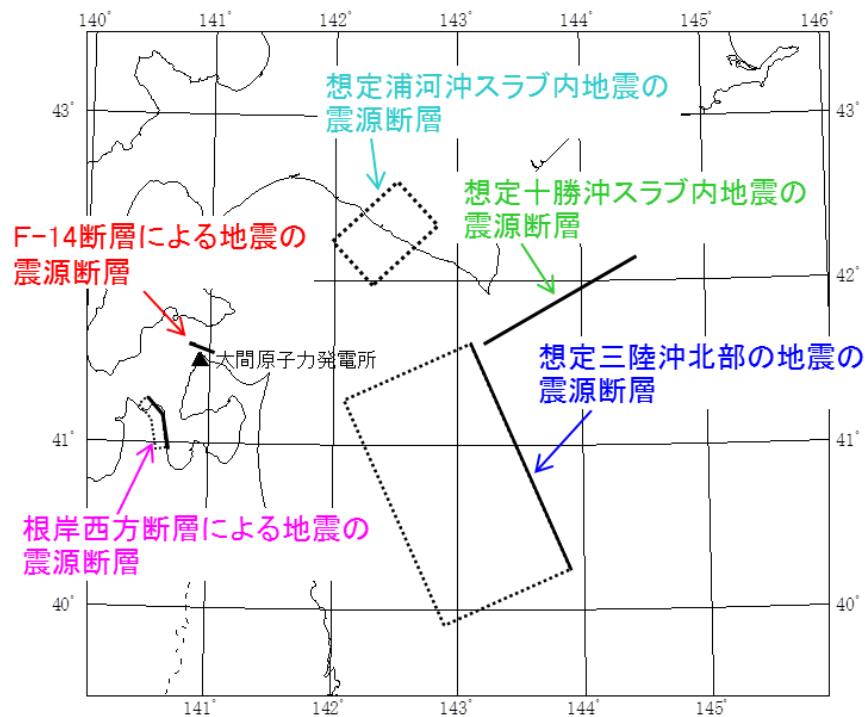 140° 141° 142° 143° 144° 145° 146°
想定浦河沖スラブ内地震の
震源断層
43°
43°
想定十勝沖スラブ内地震の
震源断層
F-14断層による地震の
震源断層
42°
大間原子力発電所
想定三陸沖北部の地震の
震源断層
41°
41°
根岸西方断層による地震の
震源断層
40°
40°
141° 142° 143° 144° 145°